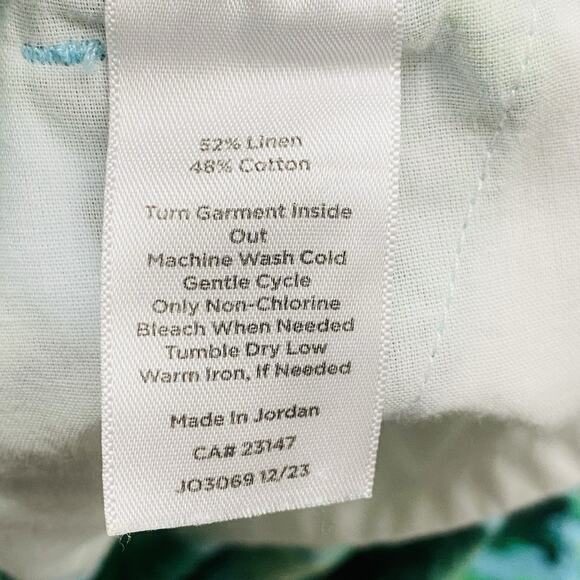 52% Linen
48% Cotton
Turn Garment Inside
Out
Machine Wash Cold
Gentle Cycle
Only Non-Chlorine
Bleach When Needed
Tumble Dry Low
Warm Iron, If Needed
Made In Jordan
CA# 23147
JO3069 12/23